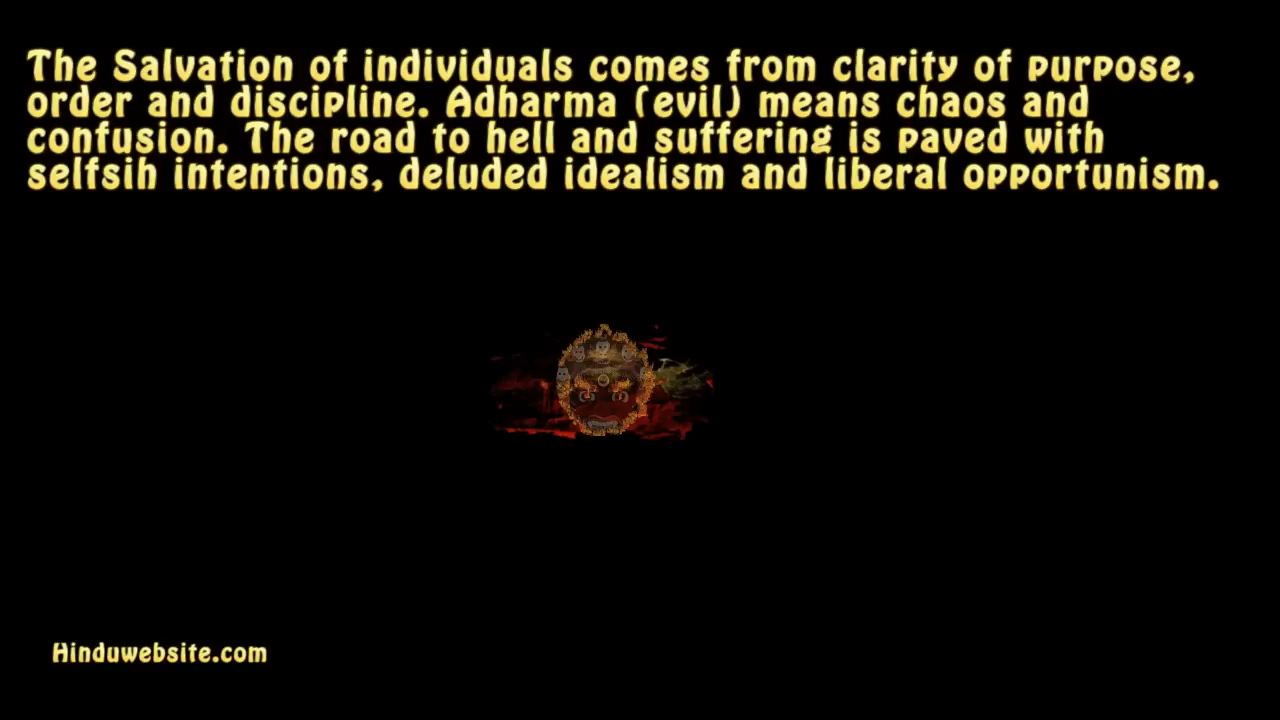 The Salvation of individuals comes from clarity of purpose,
order and discipline. Adharma (evil) means chaos and
confusion. The road to hell and suffering is paved with
selfsih intentions, deluded idealism and liberal opportunism.
Hinduwebsite.com